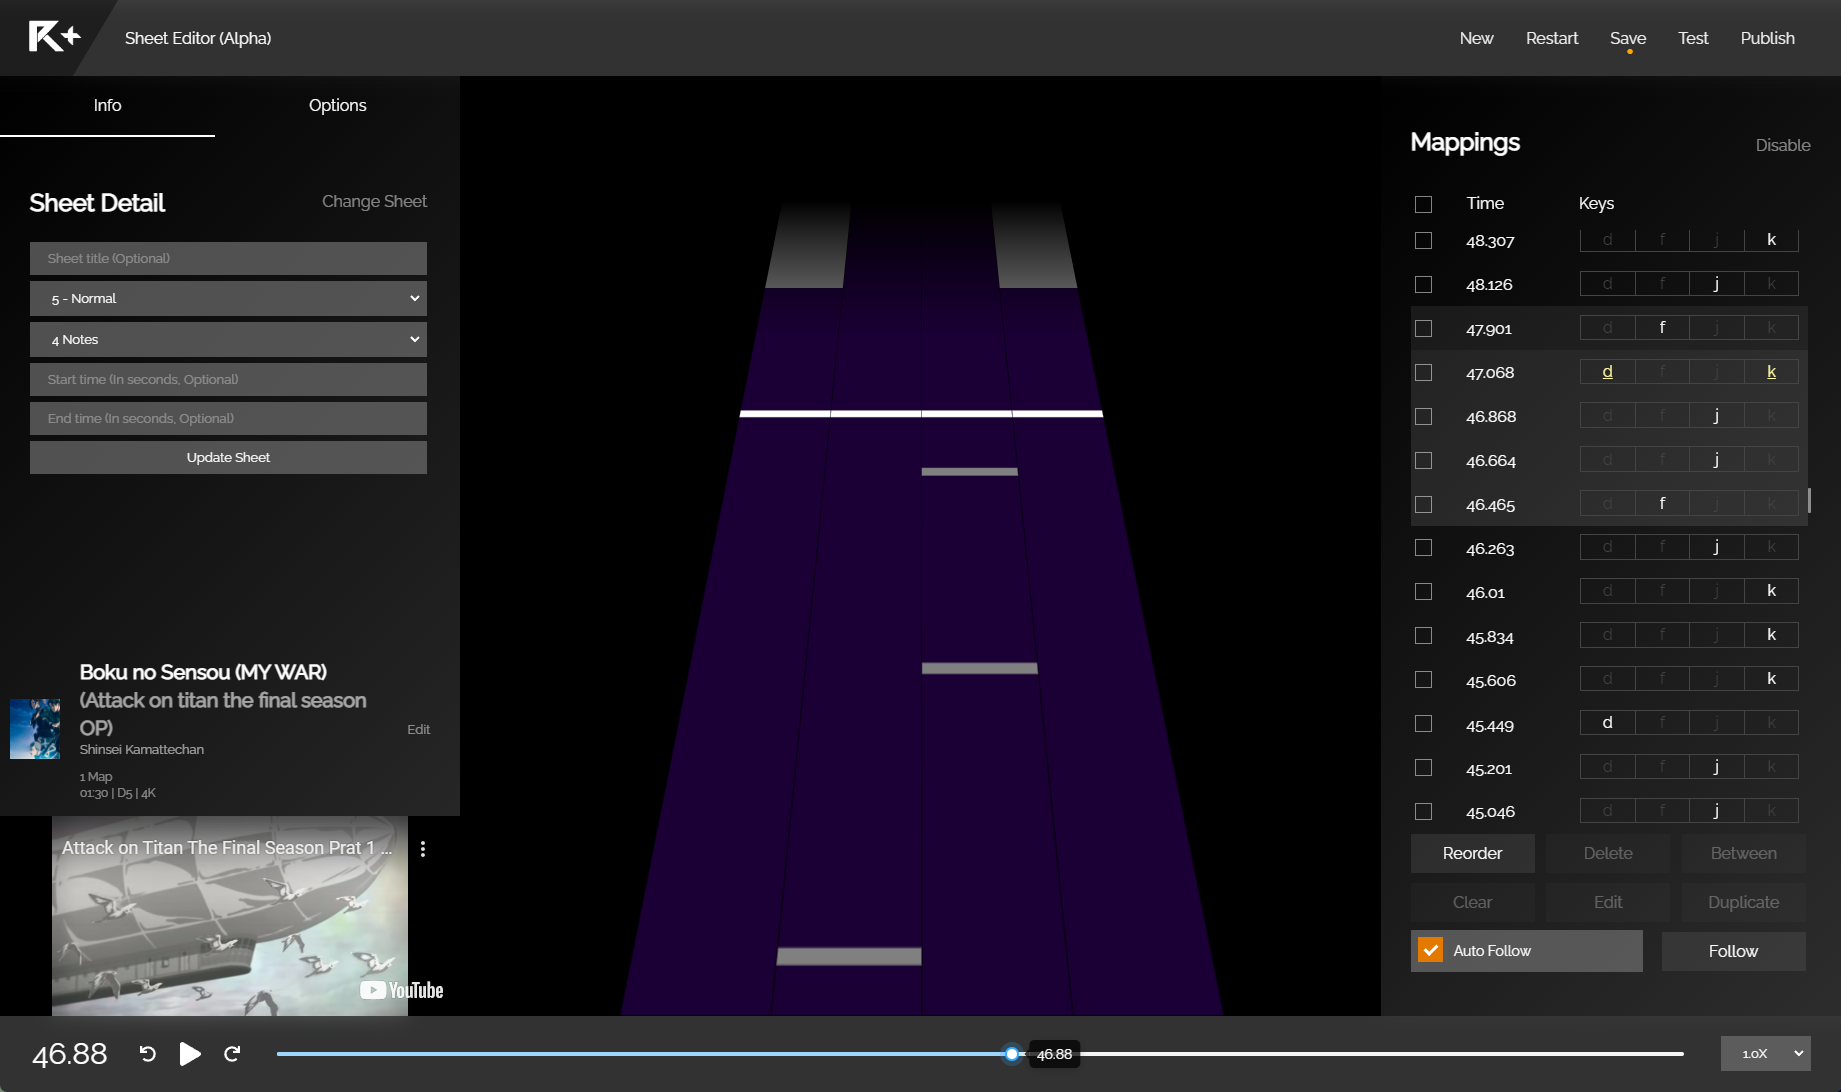 R+
Sheet Editor (Alpha)
New
Restart
Save
Test
Publish
Info
Options
Sheet Detail
Change Sheet
Sheet title (Optional)
5 - Normal
4 Notes
Start time (In seconds, Optional)
End time (In seconds, Optional)
Update Sheet
Boku no Sensou (MY WAR)
(Attack on titan the final season
OP)
Edit
Shinsei Kamattechan
1 Map
01:30 | D5 | 4K
Attack on Titan The Final Season Prat 1 ...
YouTube
Mappings
Disable
Time Keys
48.307 d f j k
48.126 d f j k
47.901 d f j k
47.068 d f j k
46.868 d f j k
46.664 d f j k
46.465 d f j k
46.263 d f j k
46.01 d f j k
45.834 d f j k
45.606 d f j k
45.449 d f j k
45.201 d f j k
45.046 d f j k
Reorder Delete Between
Clear Edit Duplicate
Auto Follow Follow
46.88
46.88
1.0X